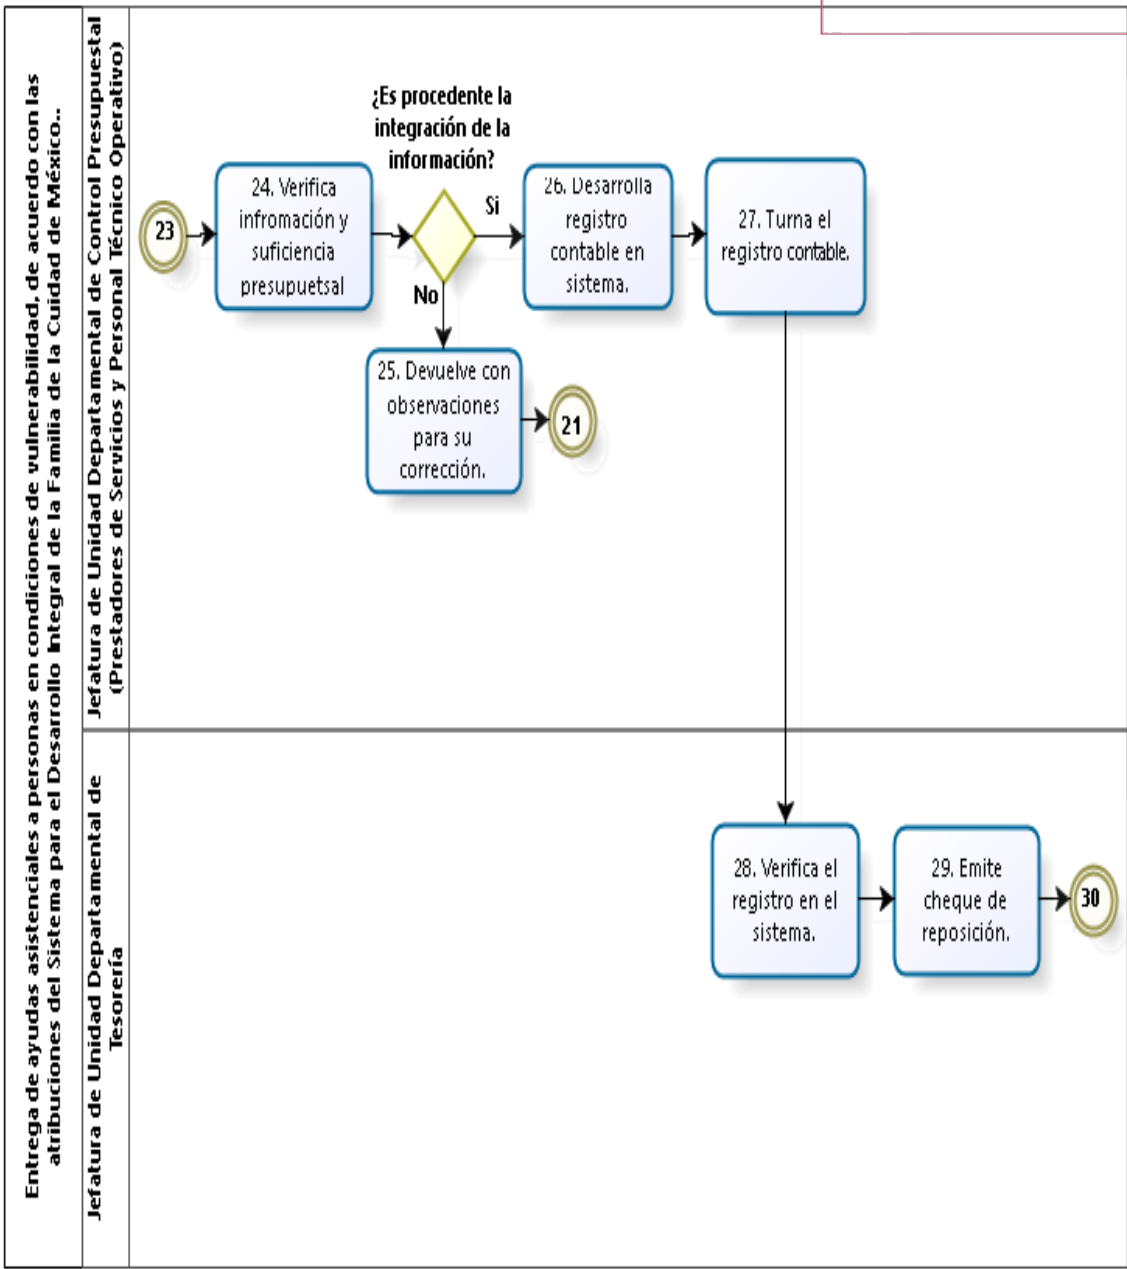 Entrega de ayudas asistenciales a personas en condiciones de vulnerabilidad, de acuerdo con las
atribuciones del Sistema para el Desarrollo Integral de la Familia de la Cuidad de México..
Jefatura de Unidad Departamental de Control Presupuestal
(Prestadores de Servicios y Personal Técnico Operativo)
23
24. Verifica
infromación y
suficiencia
presupuetsal
¿Es procedente la
integración de la
información?
Si
No
25. Devuelve con
observaciones
para su
corrección.
21
26. Desarrolla
registro
contable en
sistema.
27. Turna el
registro contable.
Jefatura de Unidad Departamental de
Tesorería
28. Verifica el
registro en el
sistema.
29. Emite
cheque de
reposición.
30